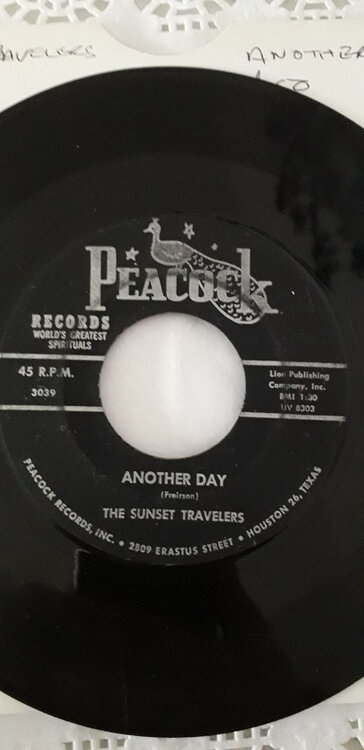 AVELERS ANOTHER
PEACOCK
RECORDS
WORLD'S GREATEST
SPIRITUALS
45 R.P.M.
3039
Lion Publishing
Company, Inc.
BMI 1:30
UV 8303
ANOTHER DAY
(Freirson)
THE SUNSET TRAVELERS
PEACOCK RECORDS, INC. • 2809 ERASTUS STREET • HOUSTON 26, TEXAS